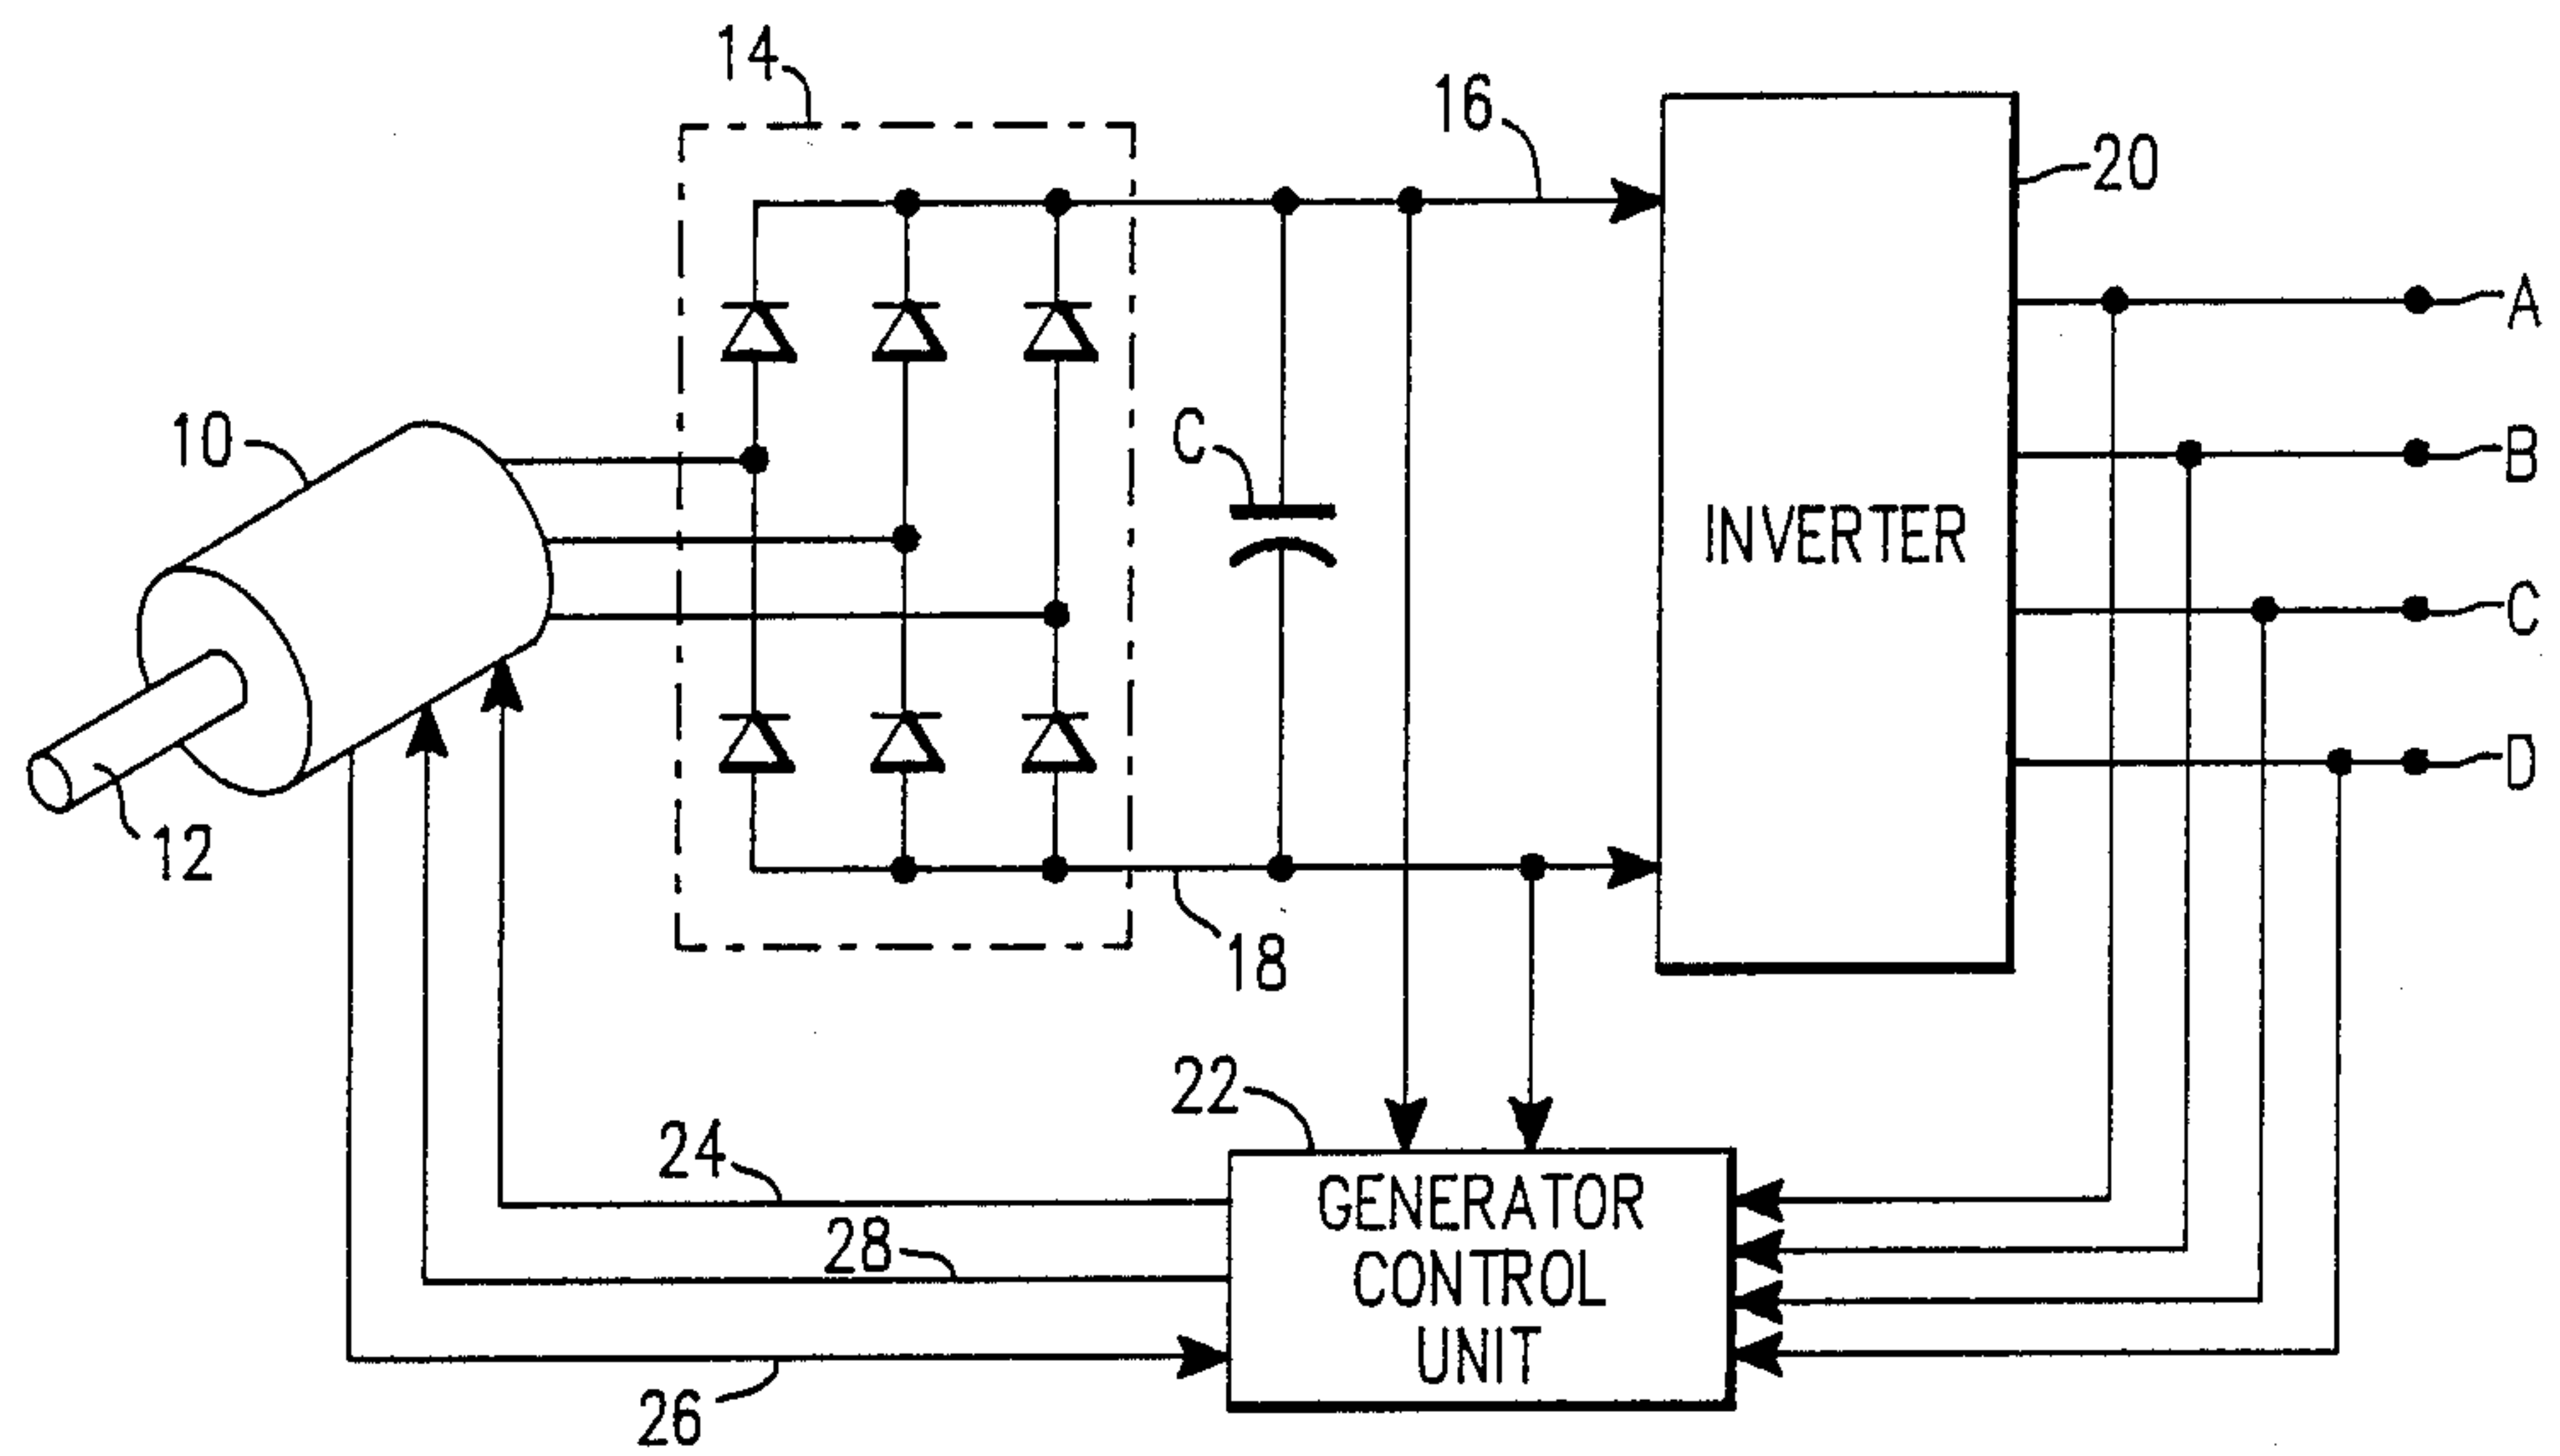 14
16
20
A
10
C
B
INVERTER
C
D
12
18
22
24
GENERATOR
28
CONTROL
UNIT
26